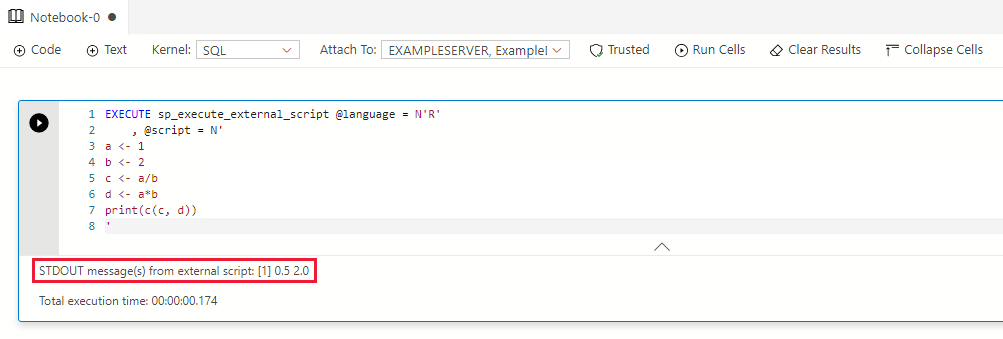 Notebook-0
Code Text Kernel: SQL Attach To: EXAMPLESERVER, Example Trusted Run Cells Clear Results Collapse Cells
1 EXECUTE sp_execute_external_script @language = N'R'
2 , @script = N'
3 a <- 1
4 b <- 2
5 c <- a/b
6 d <- a*b
7 print(c(c, d))
8 '
STDOUT message(s) from external script: [1] 0.5 2.0
Total execution time: 00:00:00.174